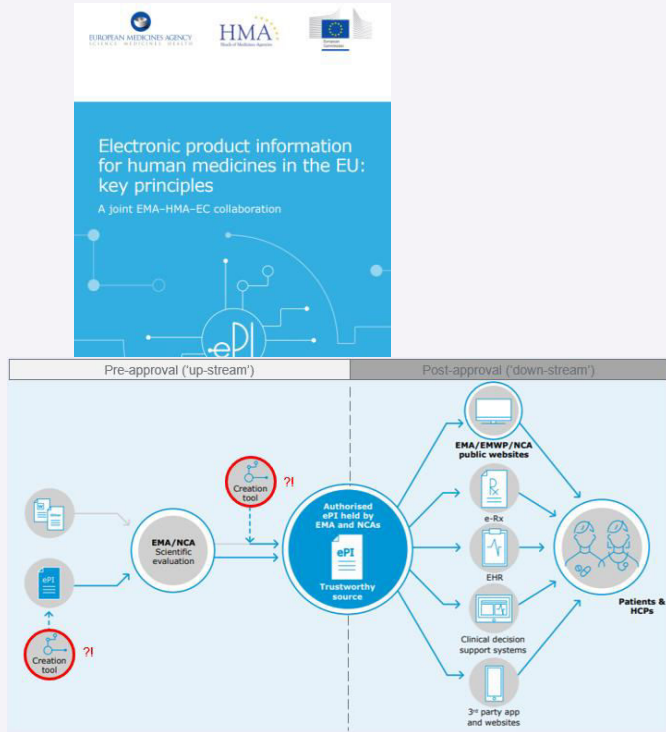 EUROPEAN MEDICINES AGENCY
SCIENCE MEDICINES HEALTH
HMA
Heads of Medicines Agencies
European
Commission
Electronic product information
for human medicines in the EU:
key principles
A joint EMA–HMA–EC collaboration
ePI
Pre-approval (‘up-stream’)
Post-approval (‘down-stream’)
EMA/EMWP/NCA
public websites
Creation
tool
?!
Authorised
ePI held by
EMA and NCAs
ePI
Trustworthy
source
Rx
e-Rx
EMA/NCA
Scientific
evaluation
ePI
EHR
Patients &
HCPs
Creation
tool
?!
Clinical decision
support systems
3rd party app
and websites